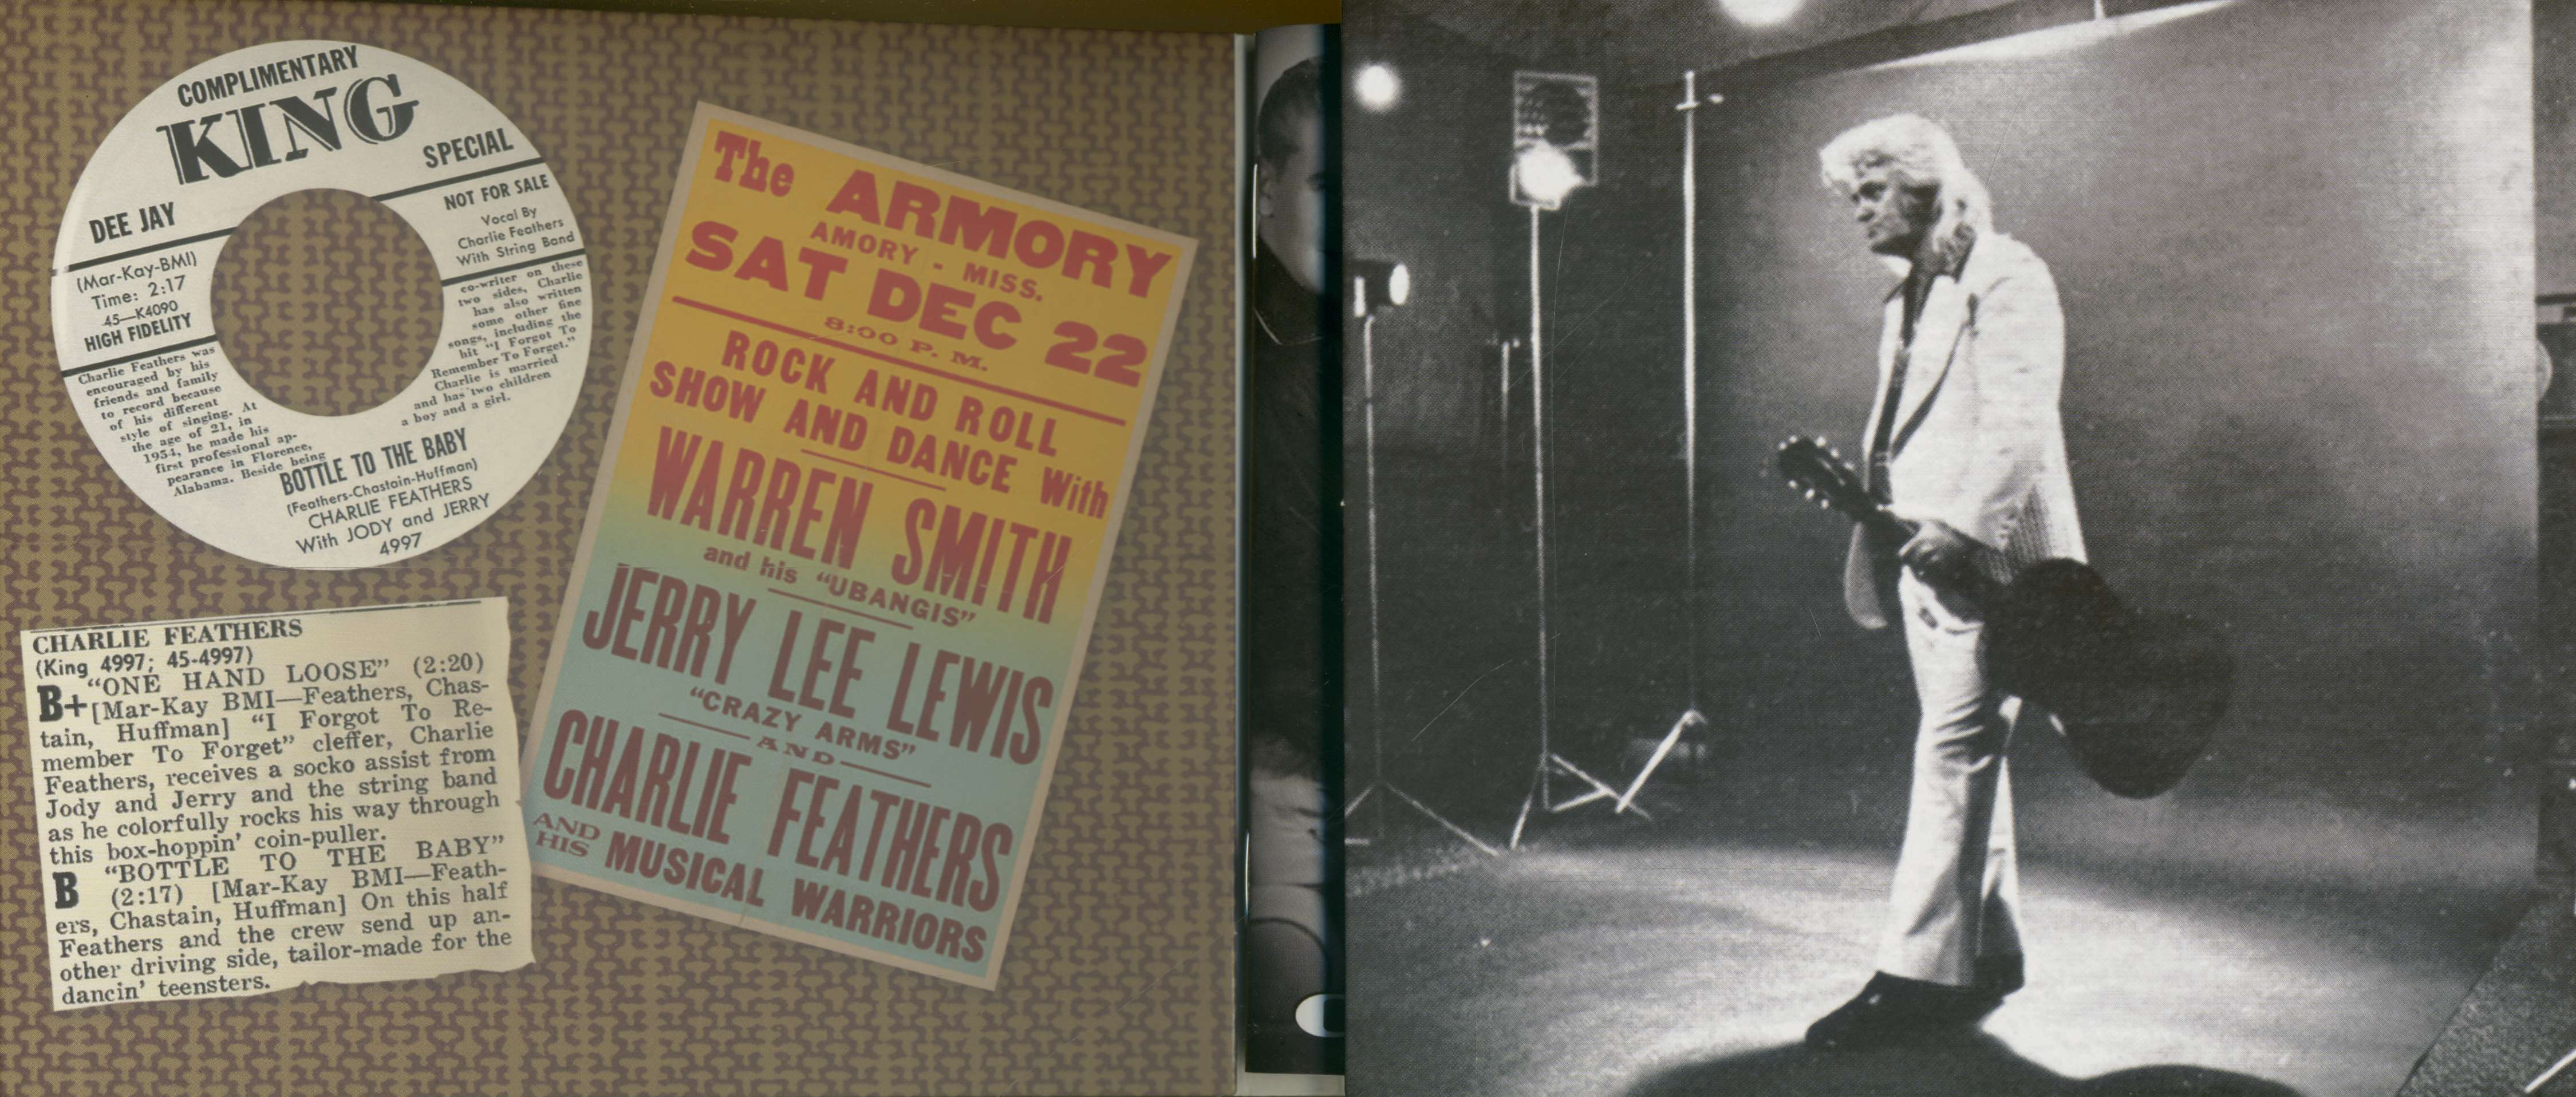 COMPLIMENTARY
KING
SPECIAL
DEE JAY
NOT FOR SALE
Vocal By
Charlie Feathers
With String Band
(Mar-Kay-BMI)
Time: 2:17
45—K4090
HIGH FIDELITY
Charlie Feathers was
encouraged by his
friends and family
to record because
of his different
style of singing. At
the age of 21, in
1954, he made his
first professional ap-
pearance in Florence,
Alabama. Beside being
co-writer on these
two sides, Charlie
has also written
some other fine
songs, including the
hit "I Forgot To
Remember To Forget."
Charlie is married
and has two children
a boy and a girl.
BOTTLE TO THE BABY
(Feathers-Chastain-Huffman)
CHARLIE FEATHERS
With JODY and JERRY
4997
CHARLIE FEATHERS
(King 4997; 45-4997)
B+ "ONE HAND LOOSE" (2:20)
[Mar-Kay BMI—Feathers, Chas-
tain, Huffman] "I Forgot To Re-
member To Forget" cleffer, Charlie
Feathers, receives a socko assist from
Jody and Jerry and the string band
as he colorfully rocks his way through
this box-hoppin' coin-puller.
B "BOTTLE TO THE BABY"
(2:17) [Mar-Kay BMI—Feath-
ers, Chastain, Huffman] On this half
Feathers and the crew send up an-
other driving side, tailor-made for the
dancin' teensters.
The ARMORY
AMORY - MISS.
SAT DEC 22
8:00 P. M.
ROCK AND ROLL
SHOW AND DANCE With
WARREN SMITH
and his "UBANGIS"
JERRY LEE LEWIS
"CRAZY ARMS"
AND
CHARLIE FEATHERS
AND HIS MUSICAL WARRIORS